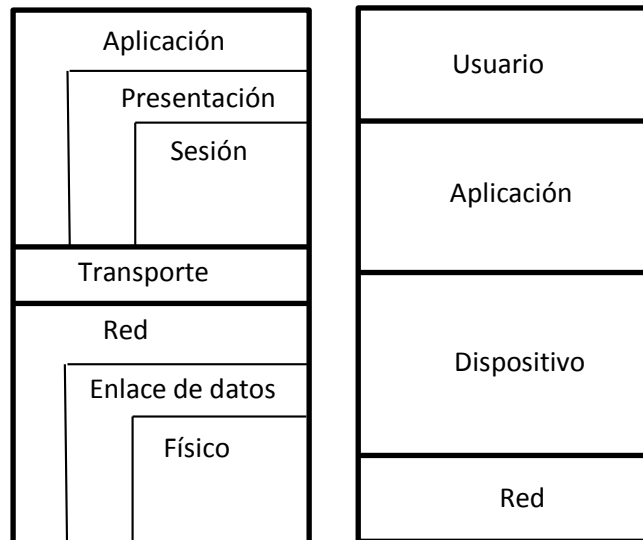 Aplicación
Presentación
Sesión
Transporte
Red
Enlace de datos
Físico
Usuario
Aplicación
Dispositivo
Red